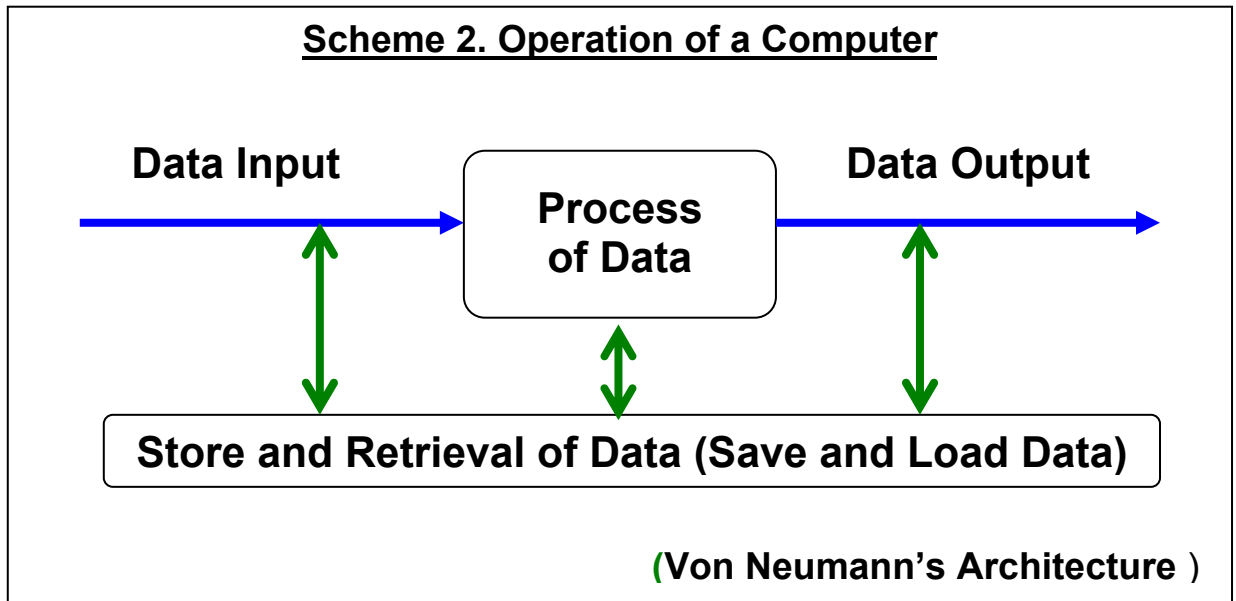 Scheme 2. Operation of a Computer
Data Input
Process
of Data
Data Output
Store and Retrieval of Data (Save and Load Data)
(Von Neumann’s Architecture )